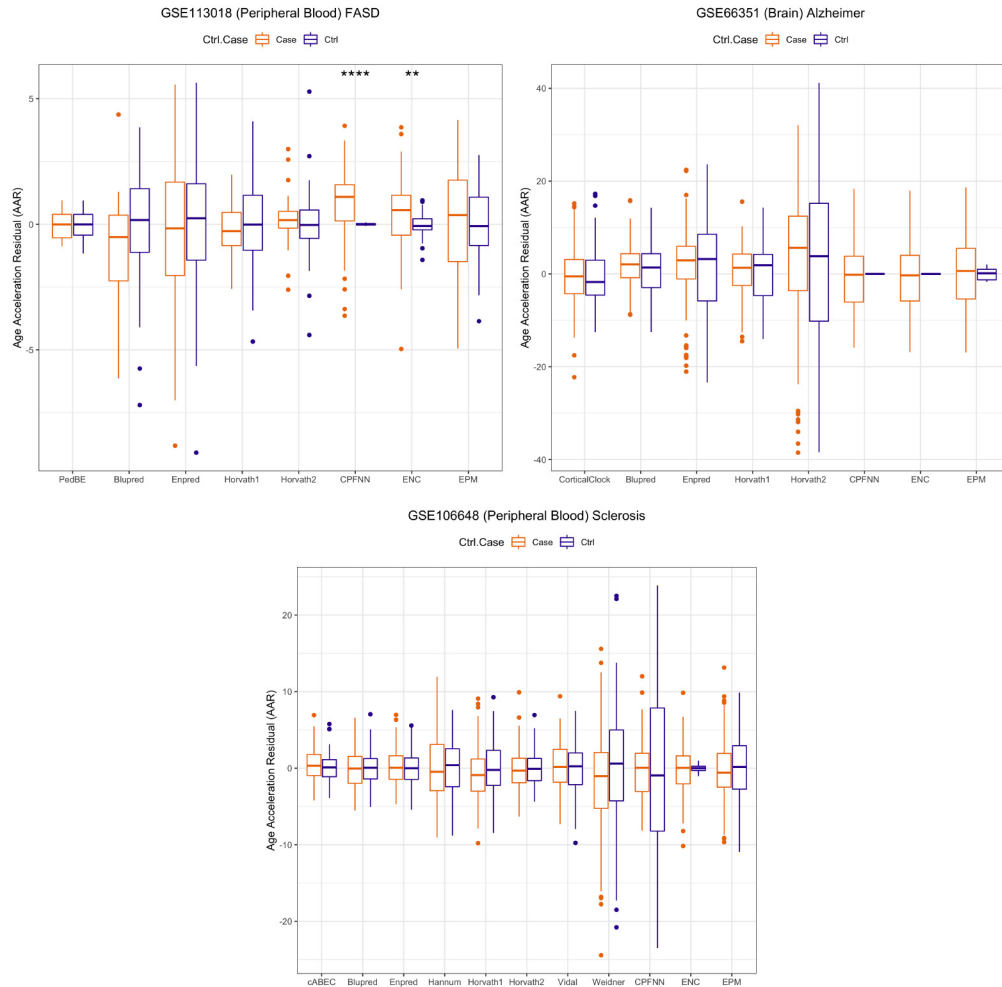 GSE113018 (Peripheral Blood) FASD
Ctrl.Case Case Ctrl
**** **
Age Acceleration Residual (AAR)
5
0
-5
PedBE Blupred Enpred Horvath1 Horvath2 CPFNN ENC EPM
GSE66351 (Brain) Alzheimer
Ctrl.Case Case Ctrl
Age Acceleration Residual (AAR)
40
20
0
-20
-40
CorticalClock Blupred Enpred Horvath1 Horvath2 CPFNN ENC EPM
GSE106648 (Peripheral Blood) Sclerosis
Ctrl.Case Case Ctrl
Age Acceleration Residual (AAR)
20
10
0
-10
-20
cABEC Blupred Enpred Hannum Horvath1 Horvath2 Vidal Weidner CPFNN ENC EPM